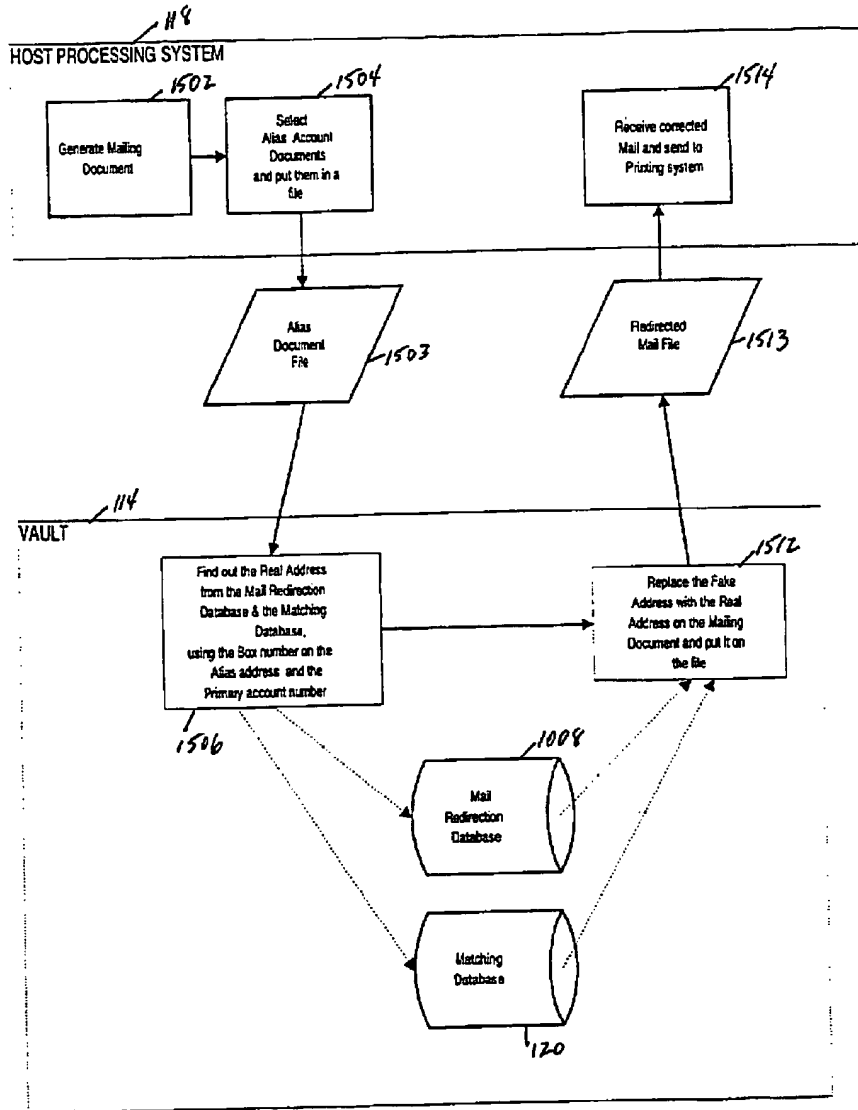 118
HOST PROCESSING SYSTEM
1502
Generate Mailing
Document
1504
Select
Alias Account
Documents
and put them in a
file
1514
Receive corrected
Mail and send to
Printing system
Alias
Document
File
1503
Redirected
Mail File
1513
114
VAULT
Find out the Real Address
from the Mail Redirection
Database & the Matching
Database,
using the Box number on the
Alias address and the
Primary account number
1506
1512
Replace the Fake
Address with the Real
Address on the Mailing
Document and put it on
the file
1008
Mail
Redirection
Database
Matching
Database
120